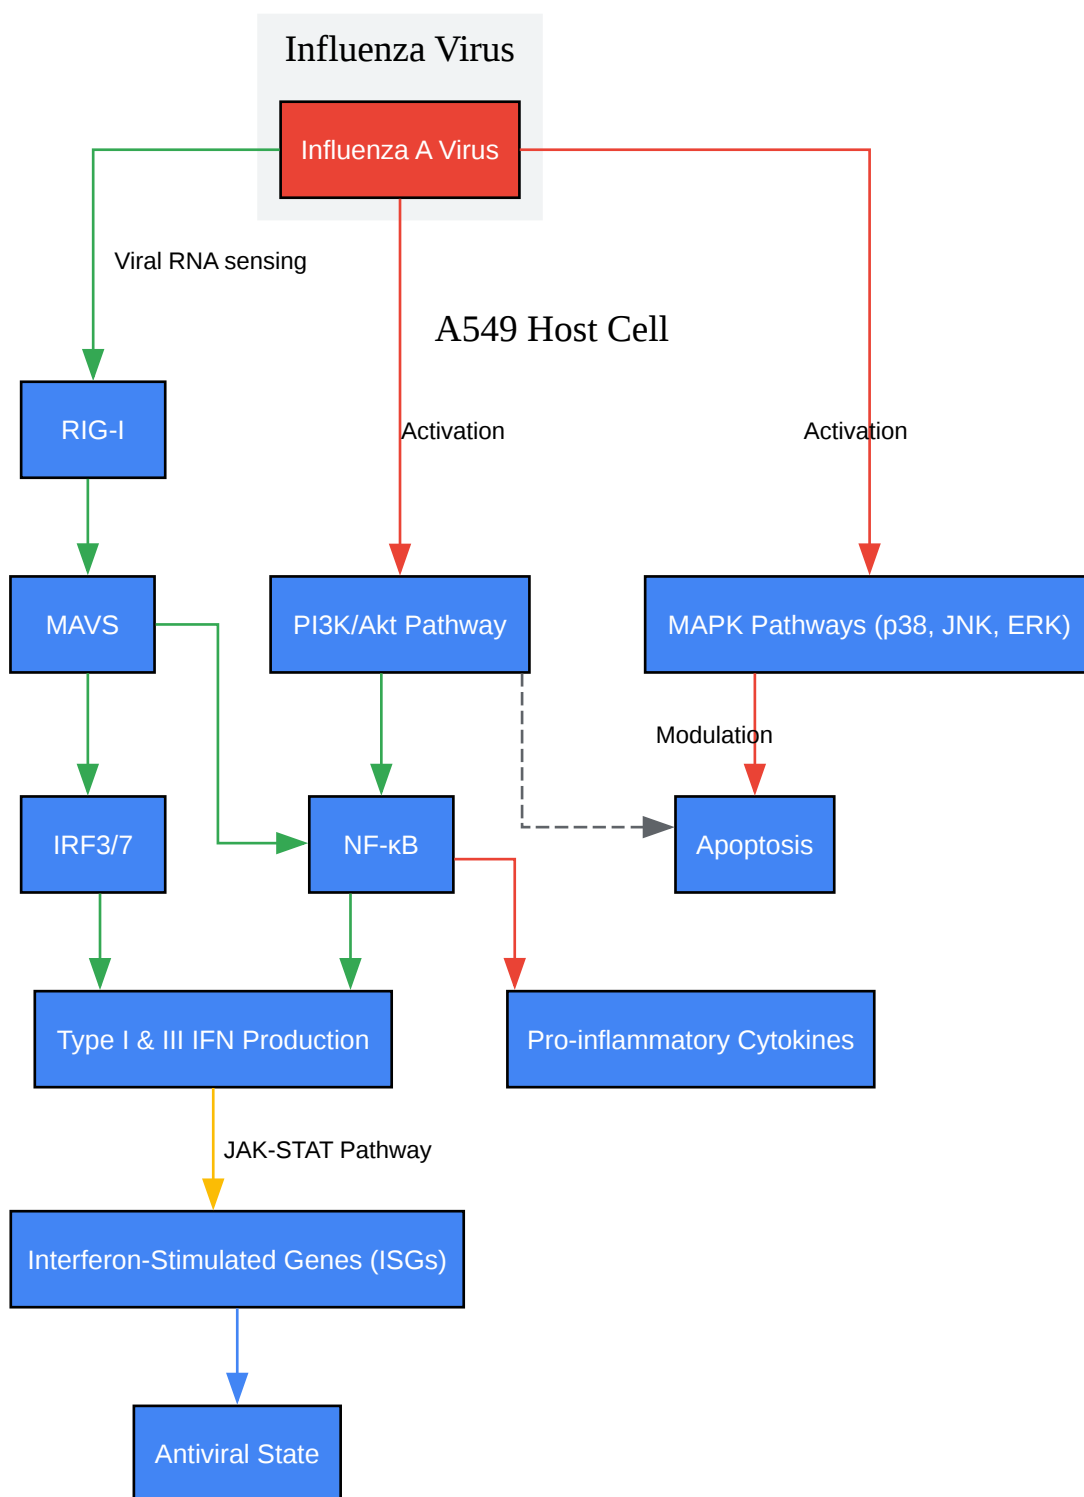 Influenza Virus
Influenza A Virus
Viral RNA sensing
A549 Host Cell
RIG-I
Activation
Activation
MAVS
PI3K/Akt Pathway
MAPK Pathways (p38, JNK, ERK)
Modulation
IRF3/7
NF-κB
Apoptosis
Type I & III IFN Production
Pro-inflammatory Cytokines
JAK-STAT Pathway
Interferon-Stimulated Genes (ISGs)
Antiviral State